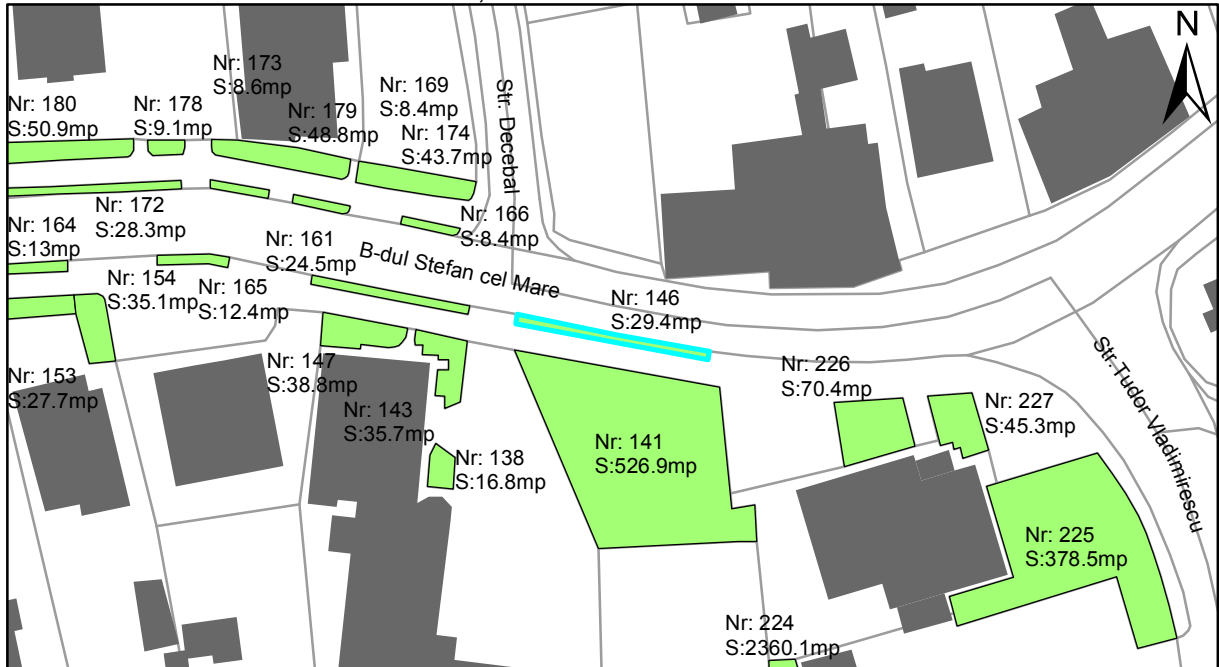 N
Nr: 173
S:8.6mp
Nr: 169
S:8.4mp
Nr: 180
S:50.9mp
Nr: 178
S:9.1mp
Nr: 179
S:48.8mp
Nr: 174
S:43.7mp
Str. Decebal
Nr: 172
S:28.3mp
Nr: 166
S:8.4mp
Nr: 164
S:13mp
Nr: 161
S:24.5mp
B-dul Stefan cel Mare
Nr: 154
S:35.1mp
Nr: 165
S:12.4mp
Nr: 146
S:29.4mp
Nr: 153
S:27.7mp
Nr: 147
S:38.8mp
Nr: 226
S:70.4mp
Str. Tudor Vladimirescu
Nr: 143
S:35.7mp
Nr: 227
S:45.3mp
Nr: 141
S:526.9mp
Nr: 138
S:16.8mp
Nr: 225
S:378.5mp
Nr: 224
S:2360.1mp